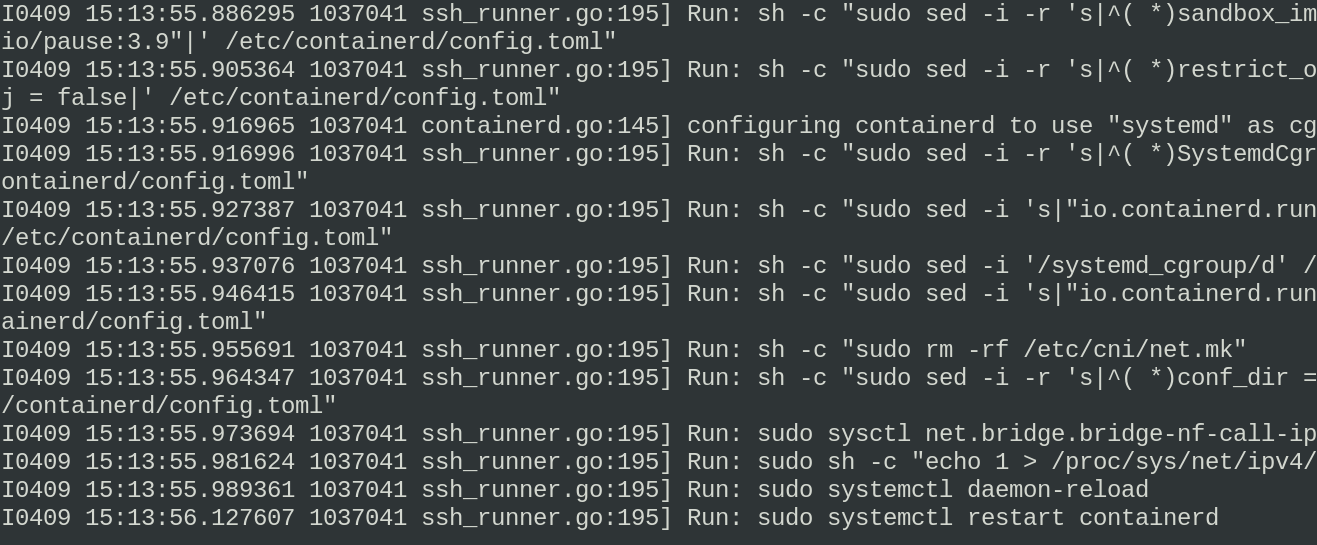 I0409 15:13:55.886295 1037041 ssh_runner.go:195] Run: sh -c "sudo sed -i -r 's|^( *)sandbox_im
io/pause:3.9"|' /etc/containerd/config.toml"
I0409 15:13:55.905364 1037041 ssh_runner.go:195] Run: sh -c "sudo sed -i -r 's|^( *)restrict_o
j = false|' /etc/containerd/config.toml"
I0409 15:13:55.916965 1037041 containerd.go:145] configuring containerd to use "systemd" as cg
I0409 15:13:55.916996 1037041 ssh_runner.go:195] Run: sh -c "sudo sed -i -r 's|^( *)SystemdCgr
ontainerd/config.toml"
I0409 15:13:55.927387 1037041 ssh_runner.go:195] Run: sh -c "sudo sed -i 's|"io.containerd.run
/etc/containerd/config.toml"
I0409 15:13:55.937076 1037041 ssh_runner.go:195] Run: sh -c "sudo sed -i '/systemd_cgroup/d' /
I0409 15:13:55.946415 1037041 ssh_runner.go:195] Run: sh -c "sudo sed -i 's|"io.containerd.run
ainerd/config.toml"
I0409 15:13:55.955691 1037041 ssh_runner.go:195] Run: sh -c "sudo rm -rf /etc/cni/net.mk"
I0409 15:13:55.964347 1037041 ssh_runner.go:195] Run: sh -c "sudo sed -i -r 's|^( *)conf_dir =
/containerd/config.toml"
I0409 15:13:55.973694 1037041 ssh_runner.go:195] Run: sudo sysctl net.bridge.bridge-nf-call-ip
I0409 15:13:55.981624 1037041 ssh_runner.go:195] Run: sudo sh -c "echo 1 > /proc/sys/net/ipv4/
I0409 15:13:55.989361 1037041 ssh_runner.go:195] Run: sudo systemctl daemon-reload
I0409 15:13:56.127607 1037041 ssh_runner.go:195] Run: sudo systemctl restart containerd